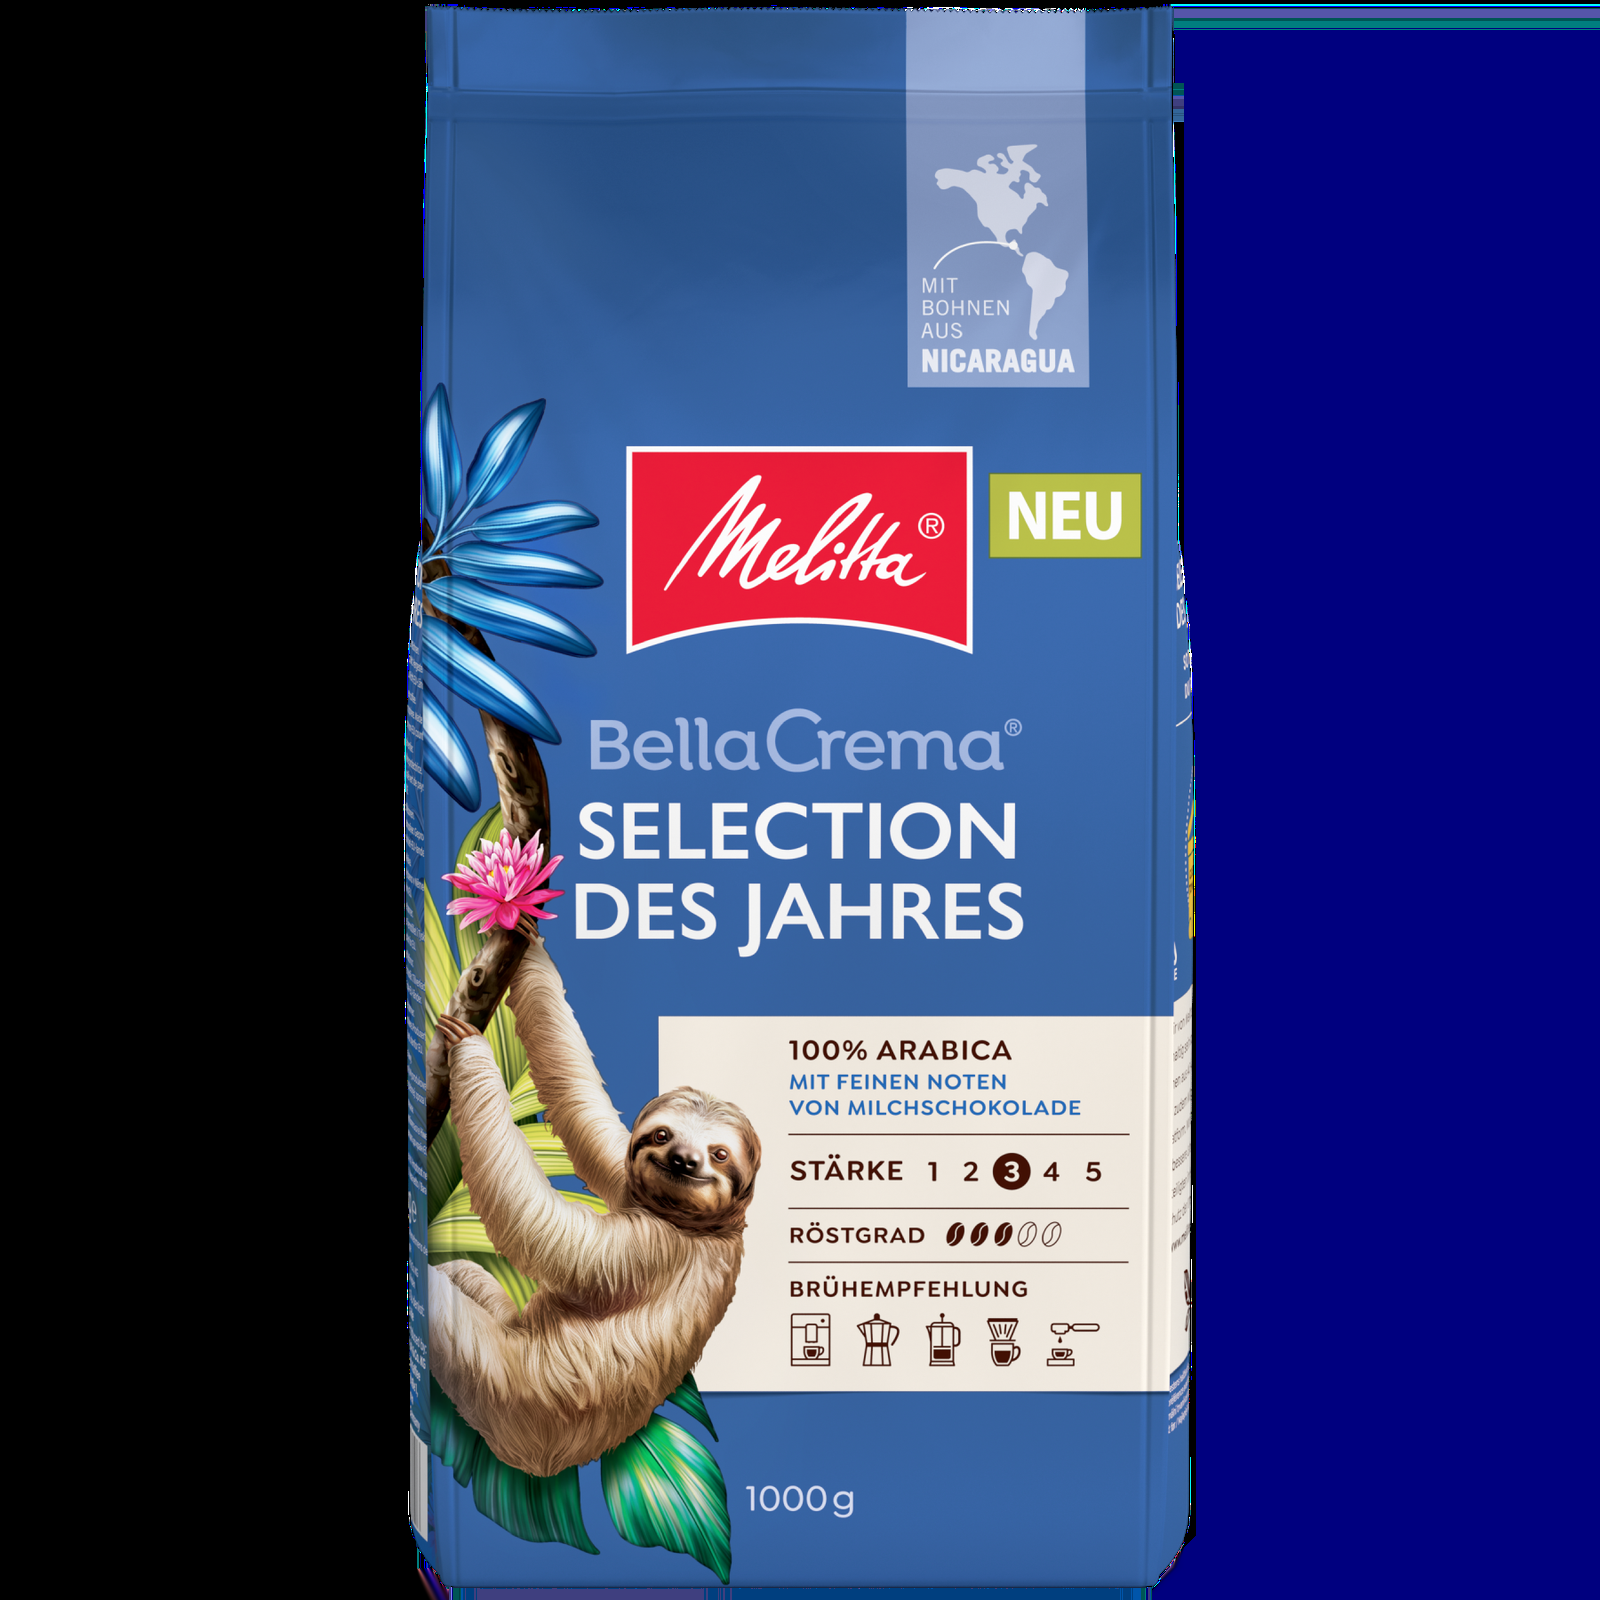 MIT
BOHNEN
AUS
NICARAGUA
Melitta®
NEU
BellaCrema®
SELECTION
DES JAHRES
100% ARABICA
MIT FEINEN NOTEN
VON MILCHSCHOKOLADE
STÄRKE 1 2 3 4 5
RÖSTGRAD
BRÜHEMPFEHLUNG
1000g